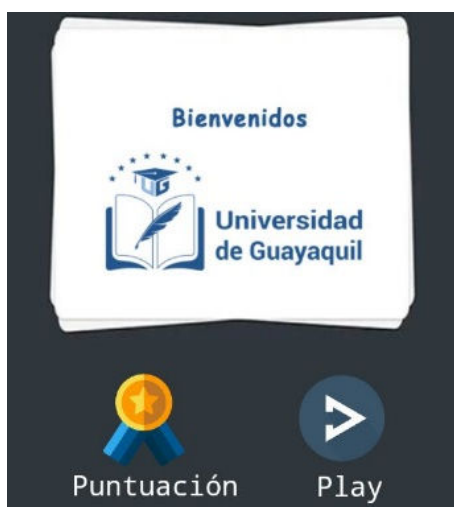 Bienvenidos
UG
Universidad
de Guayaquil
Puntuación Play